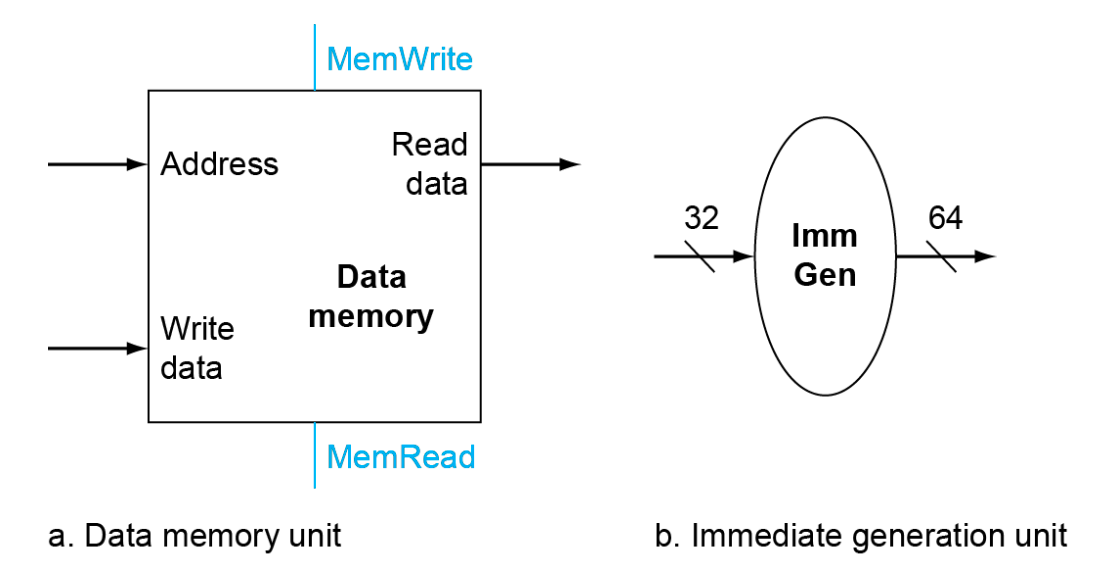 MemWrite
Address
Read
data
Data
memory
Write
data
MemRead
a. Data memory unit
32
Imm
Gen
64
b. Immediate generation unit